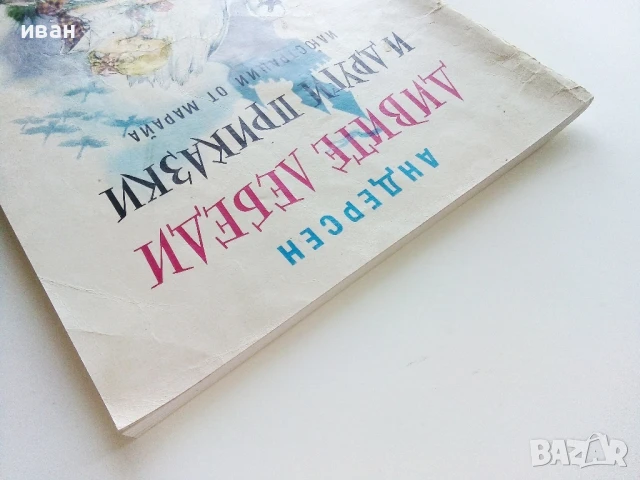 иван
АНДЕРСЕН
ДИВИТЕ ЛЕБЕДИ
И ДРУГИ ПРИКАЗКИ
ИЛЮСТРАЦИИ ОТ МАРАЙА
BAZAR